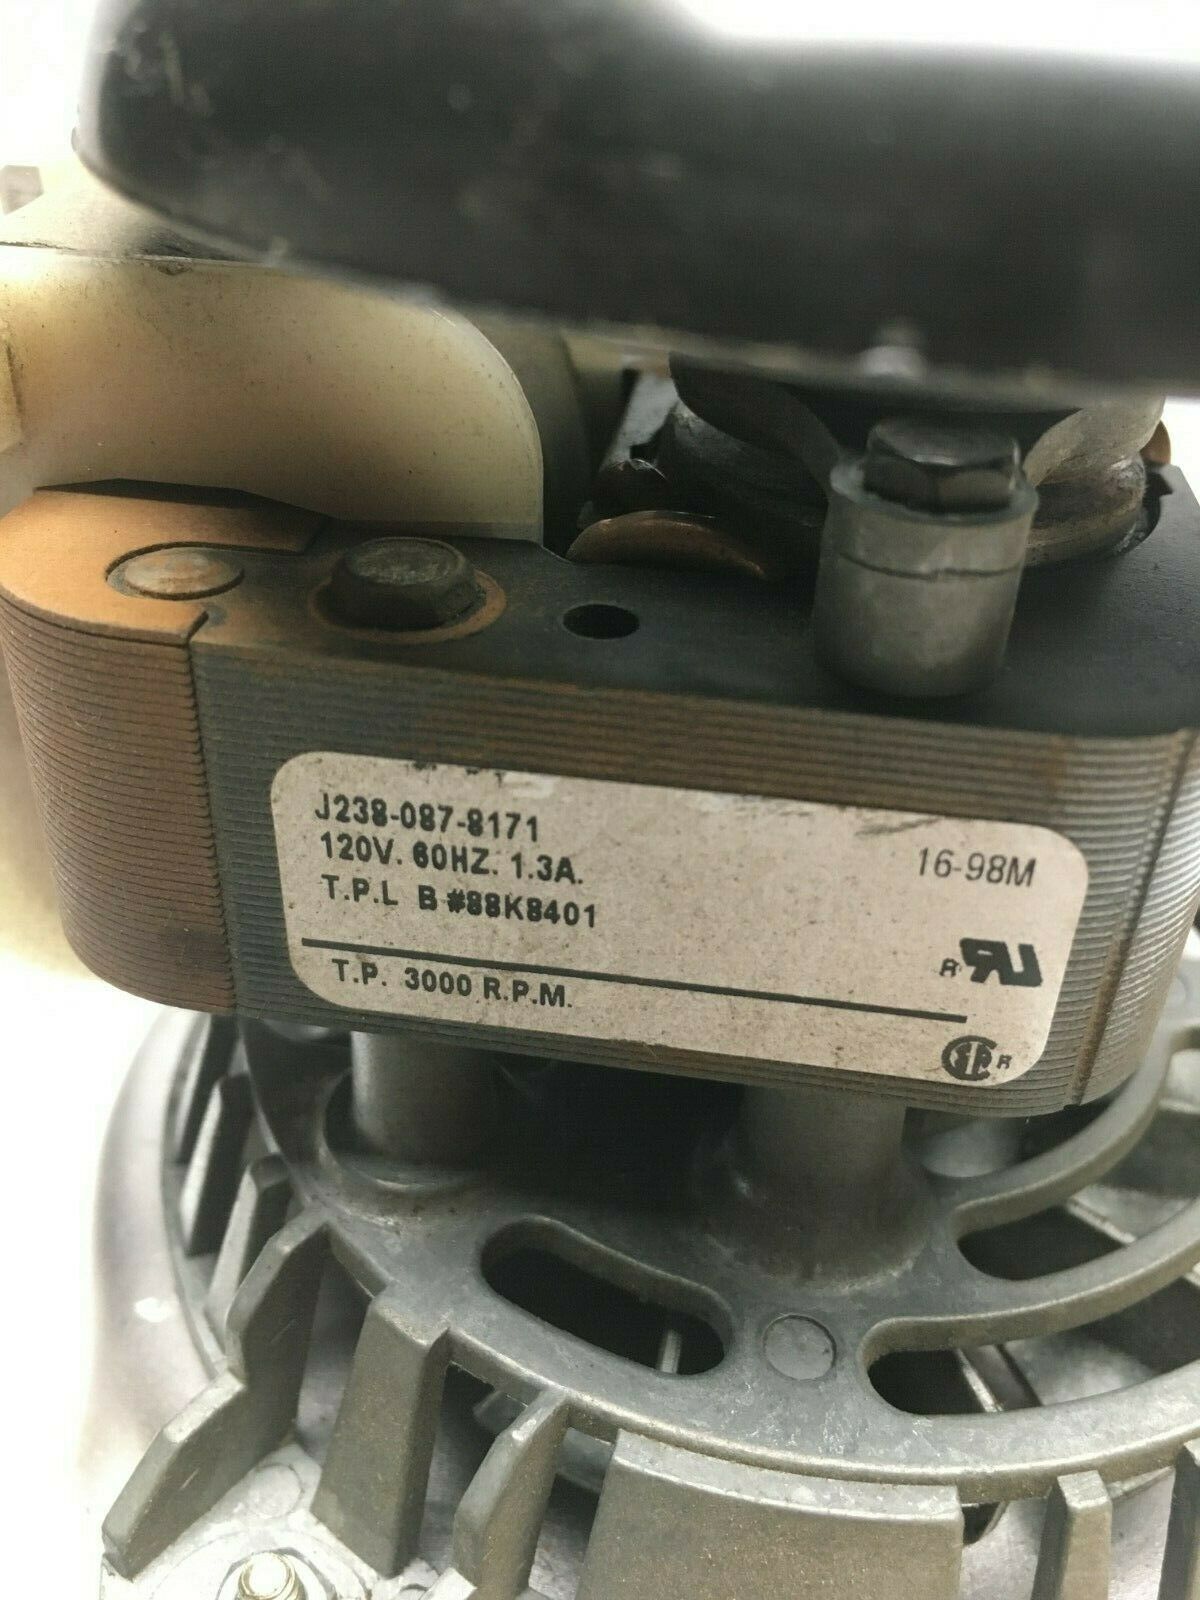 J238-087-8171
120V. 60HZ. 1.3A.
T.P.L B #88K8401
16-98M
T.P. 3000 R.P.M.